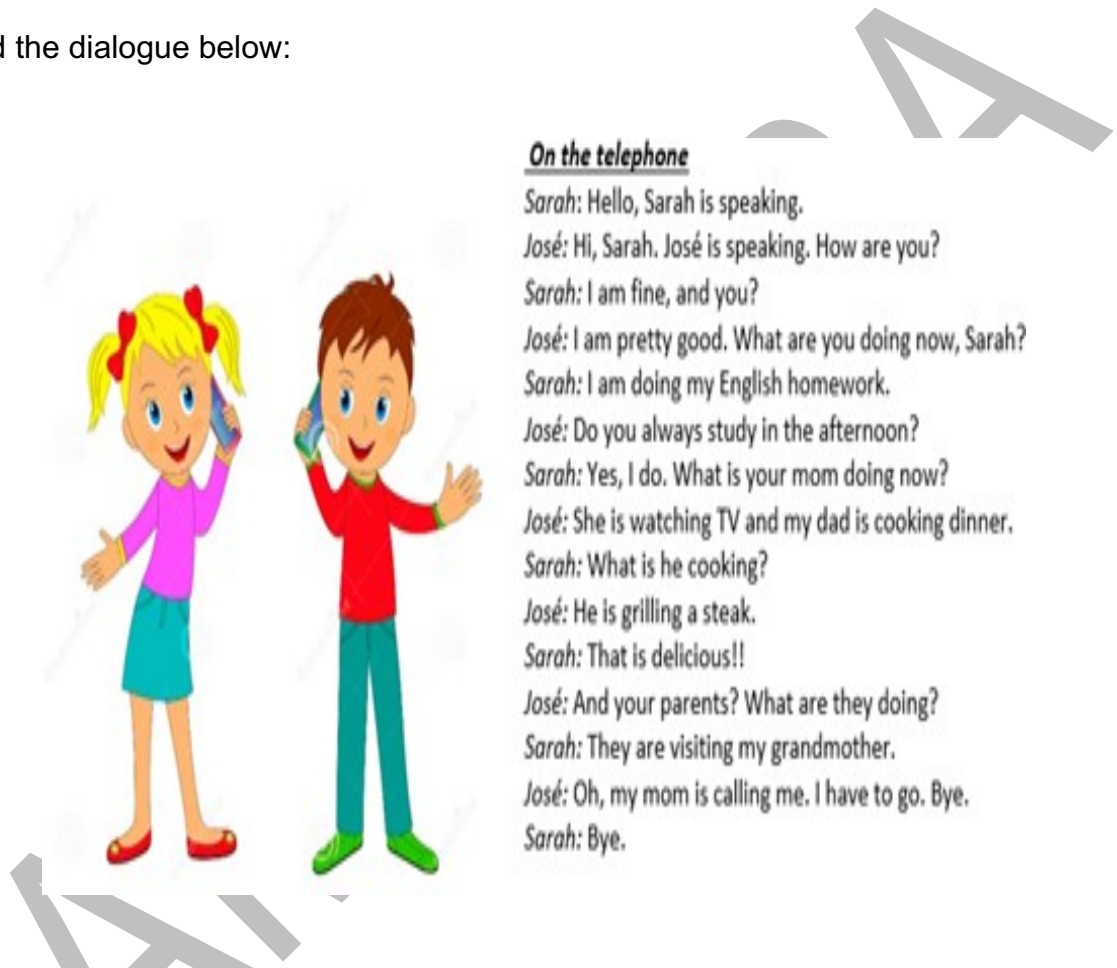 the dialogue below:
On the telephone
Sarah: Hello, Sarah is speaking.
José: Hi, Sarah. José is speaking. How are you?
Sarah: I am fine, and you?
José: I am pretty good. What are you doing now, Sarah?
Sarah: I am doing my English homework.
José: Do you always study in the afternoon?
Sarah: Yes, I do. What is your mom doing now?
José: She is watching TV and my dad is cooking dinner.
Sarah: What is he cooking?
José: He is grilling a steak.
Sarah: That is delicious!!
José: And your parents? What are they doing?
Sarah: They are visiting my grandmother.
José: Oh, my mom is calling me. I have to go. Bye.
Sarah: Bye.